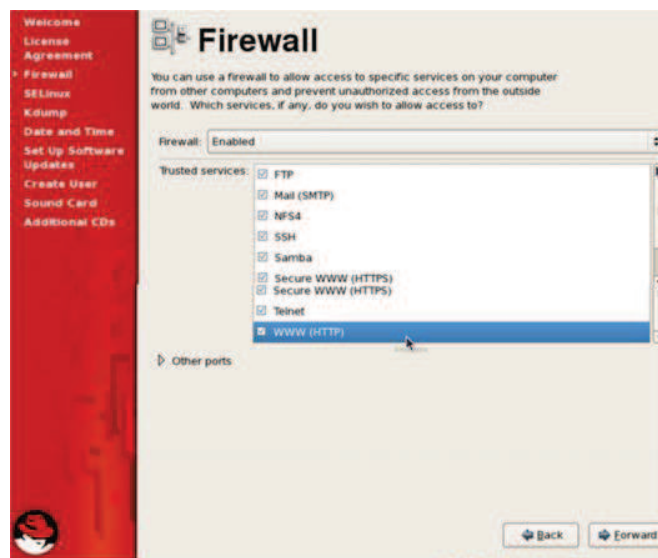 Welcome
License
Agreement
Firewall
SELinux
Kdump
Date and Time
Set Up Software
Updates
Create User
Sound Card
Additional CDs
Firewall
You can use a firewall to allow access to specific services on your computer
from other computers and prevent unauthorized access from the outside
world. Which services, if any, do you wish to allow access to?
Firewall: Enabled
Trusted services:
FTP
Mail (SMTP)
NFS4
SSH
Samba
Secure WWW (HTTPS)
Secure WWW (HTTPS)
Telnet
WWW (HTTP)
Other ports
Back
Forward